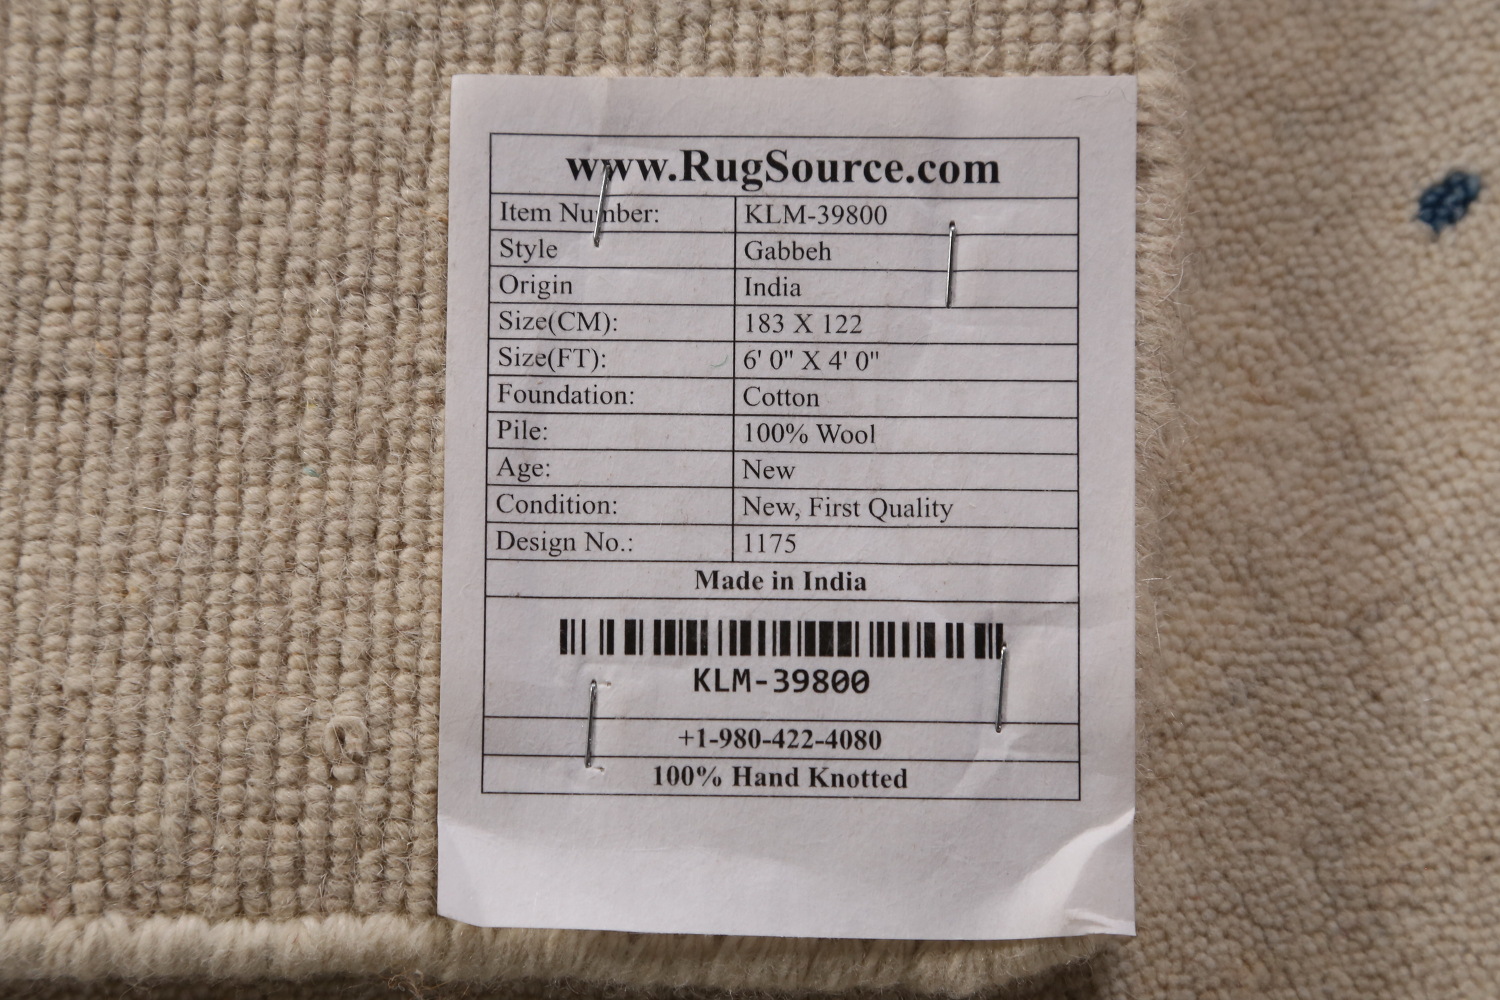 www.RugSource.com
Item Number: KLM-39800
Style Gabbeh
Origin India
Size(CM): 183 X 122
Size(FT): 6' 0" X 4' 0"
Foundation: Cotton
Pile: 100% Wool
Age: New
Condition: New, First Quality
Design No.: 1175
Made in India
KLM-39800
+1-980-422-4080
100% Hand Knotted